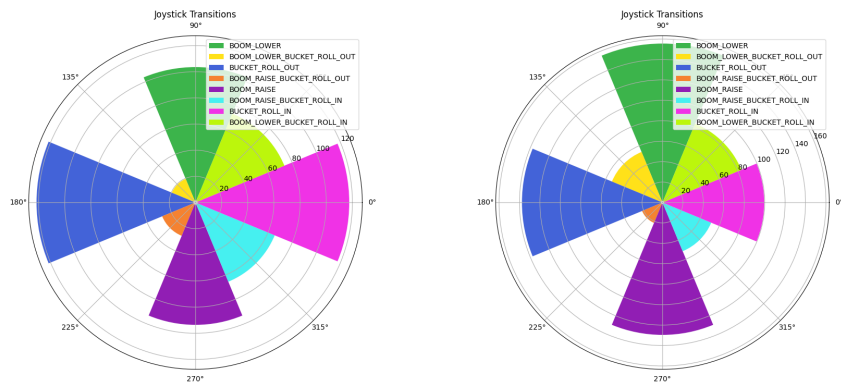 Joystick Transitions
90°
BOOM_LOWER
BOOM_LOWER_BUCKET_ROLL_OUT
BUCKET_ROLL_OUT
BOOM_RAISE_BUCKET_ROLL_OUT
BOOM_RAISE
BOOM_RAISE_BUCKET_ROLL_IN
BUCKET_ROLL_IN
BOOM_LOWER_BUCKET_ROLL_IN
135°
120
100
80
60
40
20
180°
0°
225°
315°
270°
Joystick Transitions
90°
BOOM_LOWER
BOOM_LOWER_BUCKET_ROLL_OUT
BUCKET_ROLL_OUT
BOOM_RAISE_BUCKET_ROLL_OUT
BOOM_RAISE
BOOM_RAISE_BUCKET_ROLL_IN
BUCKET_ROLL_IN
BOOM_LOWER_BUCKET_ROLL_IN
135°
160
140
120
100
80
60
40
20
180°
0°
225°
315°
270°